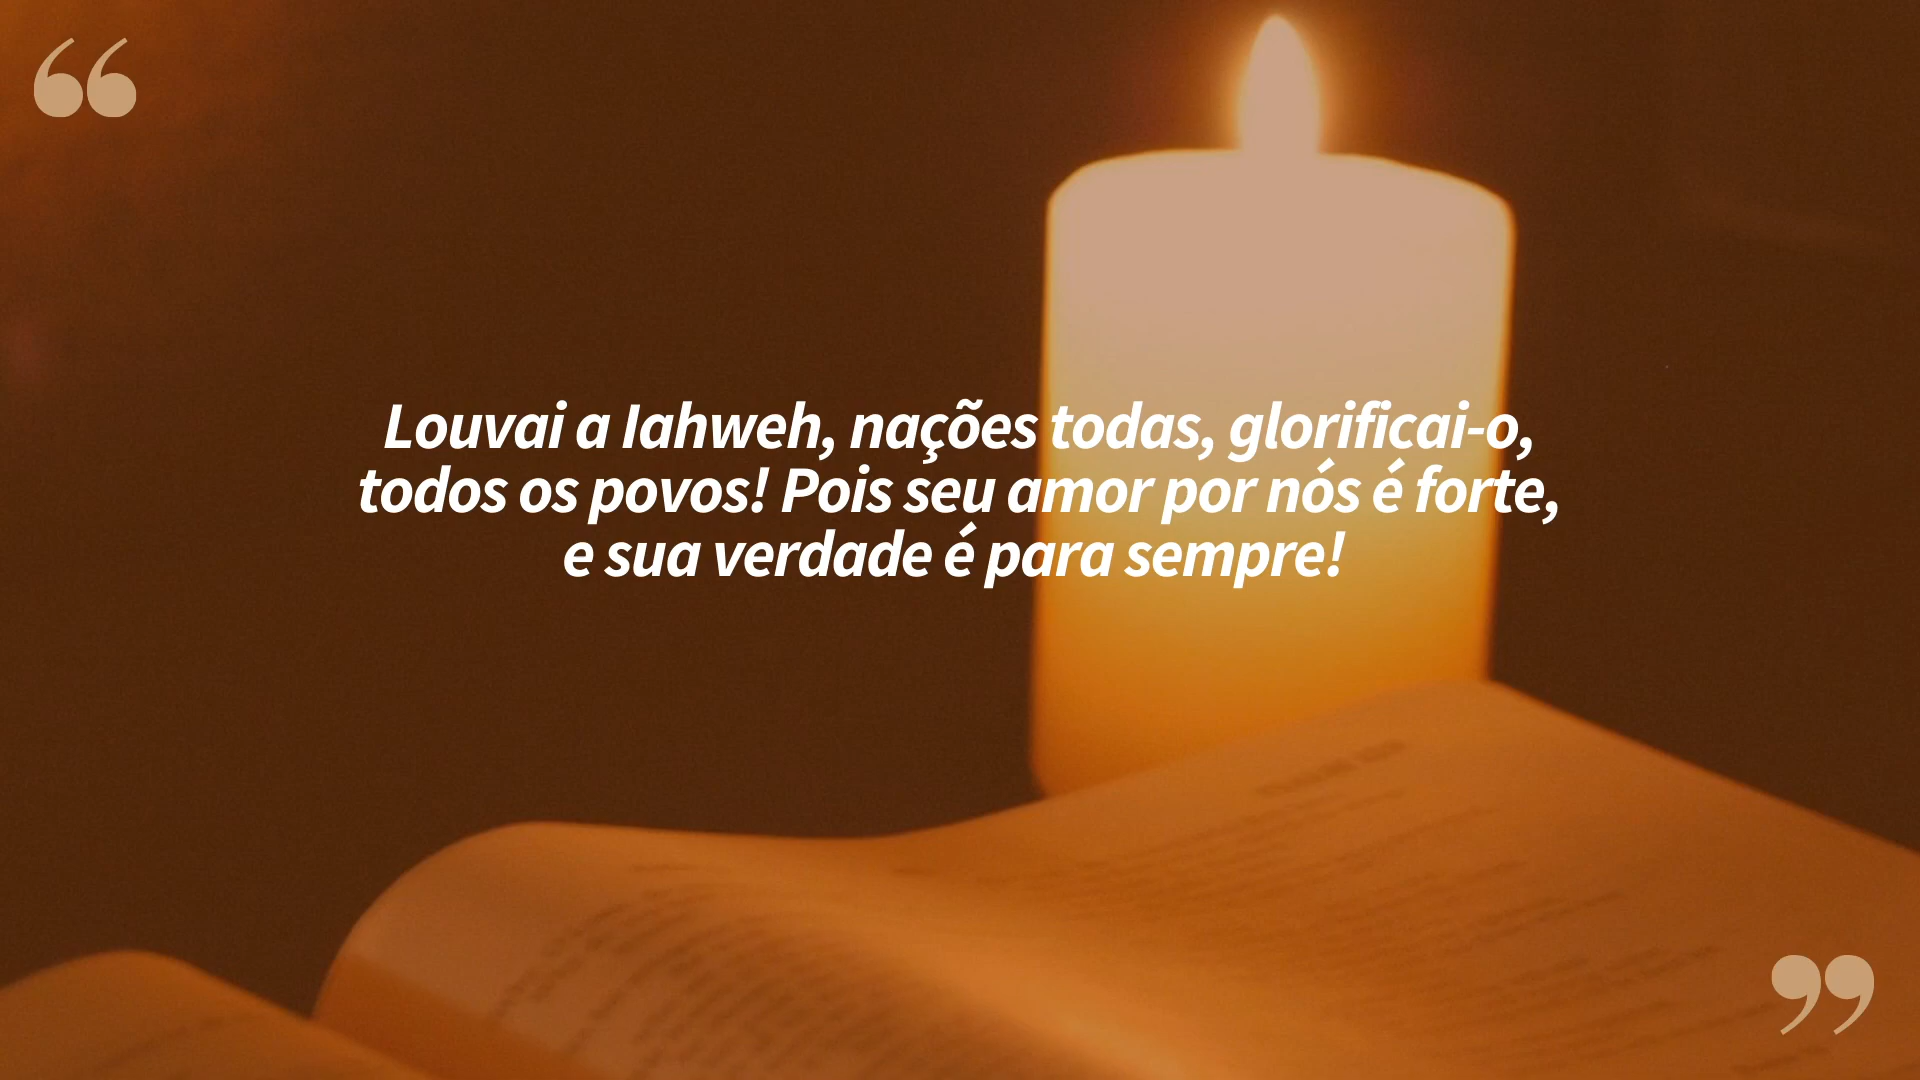 “
Louvai a Iahweh, nações todas, glorificai-o,
todos os povos! Pois seu amor por nós é forte,
e sua verdade é para sempre!
”